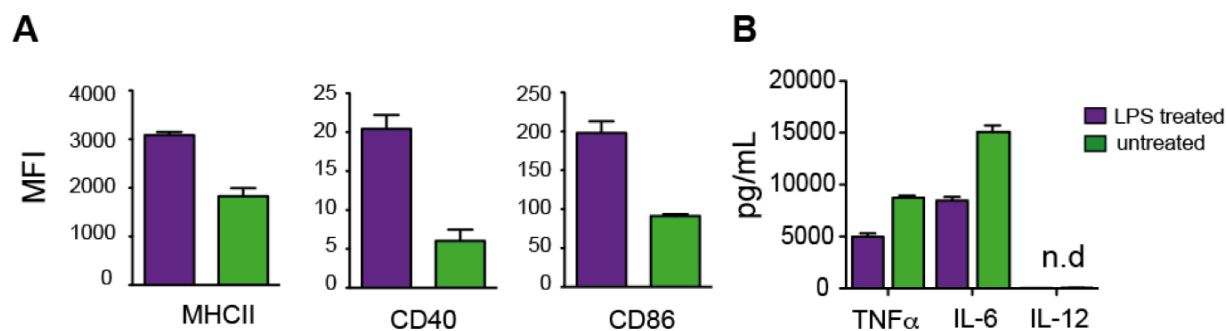 A
B
MFI
4000
3000
2000
1000
0
MHCII
25
20
15
10
5
0
CD40
250
200
150
100
50
0
CD86
pg/mL
20000
15000
10000
5000
0
n.d
TNFα
IL-6
IL-12
LPS treated
untreated